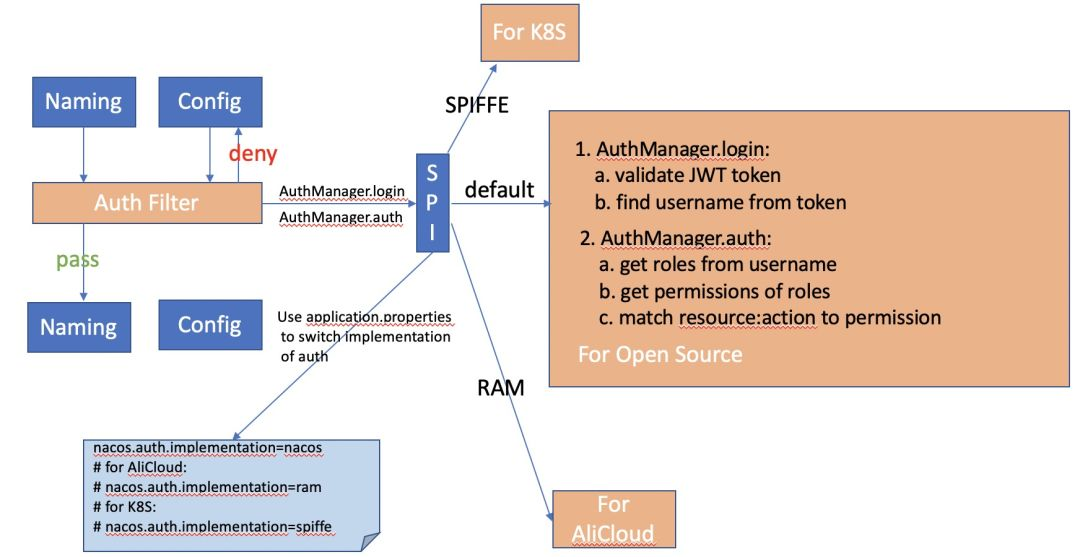 For K8S
Naming
Config
SPIFFE
deny
1. AuthManager.login:
a. validate JWT token
b. find username from token
2. AuthManager.auth:
a. get roles from username
b. get permissions of roles
c. match resource:action to permission
For Open Source
Auth Filter
AuthManager.login
AuthManager.auth
S
P
I
default
pass
Naming
Config
Use application.properties
to switch implementation
of auth
RAM
nacos.auth.implementation=nacos
# for AliCloud:
# nacos.auth.implementation=ram
# for K8S:
# nacos.auth.implementation=spiffe
For
AliCloud